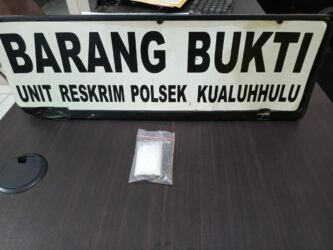 BARANG BUKTI
UNIT RESKRIM POLSEK KUALUHHULU